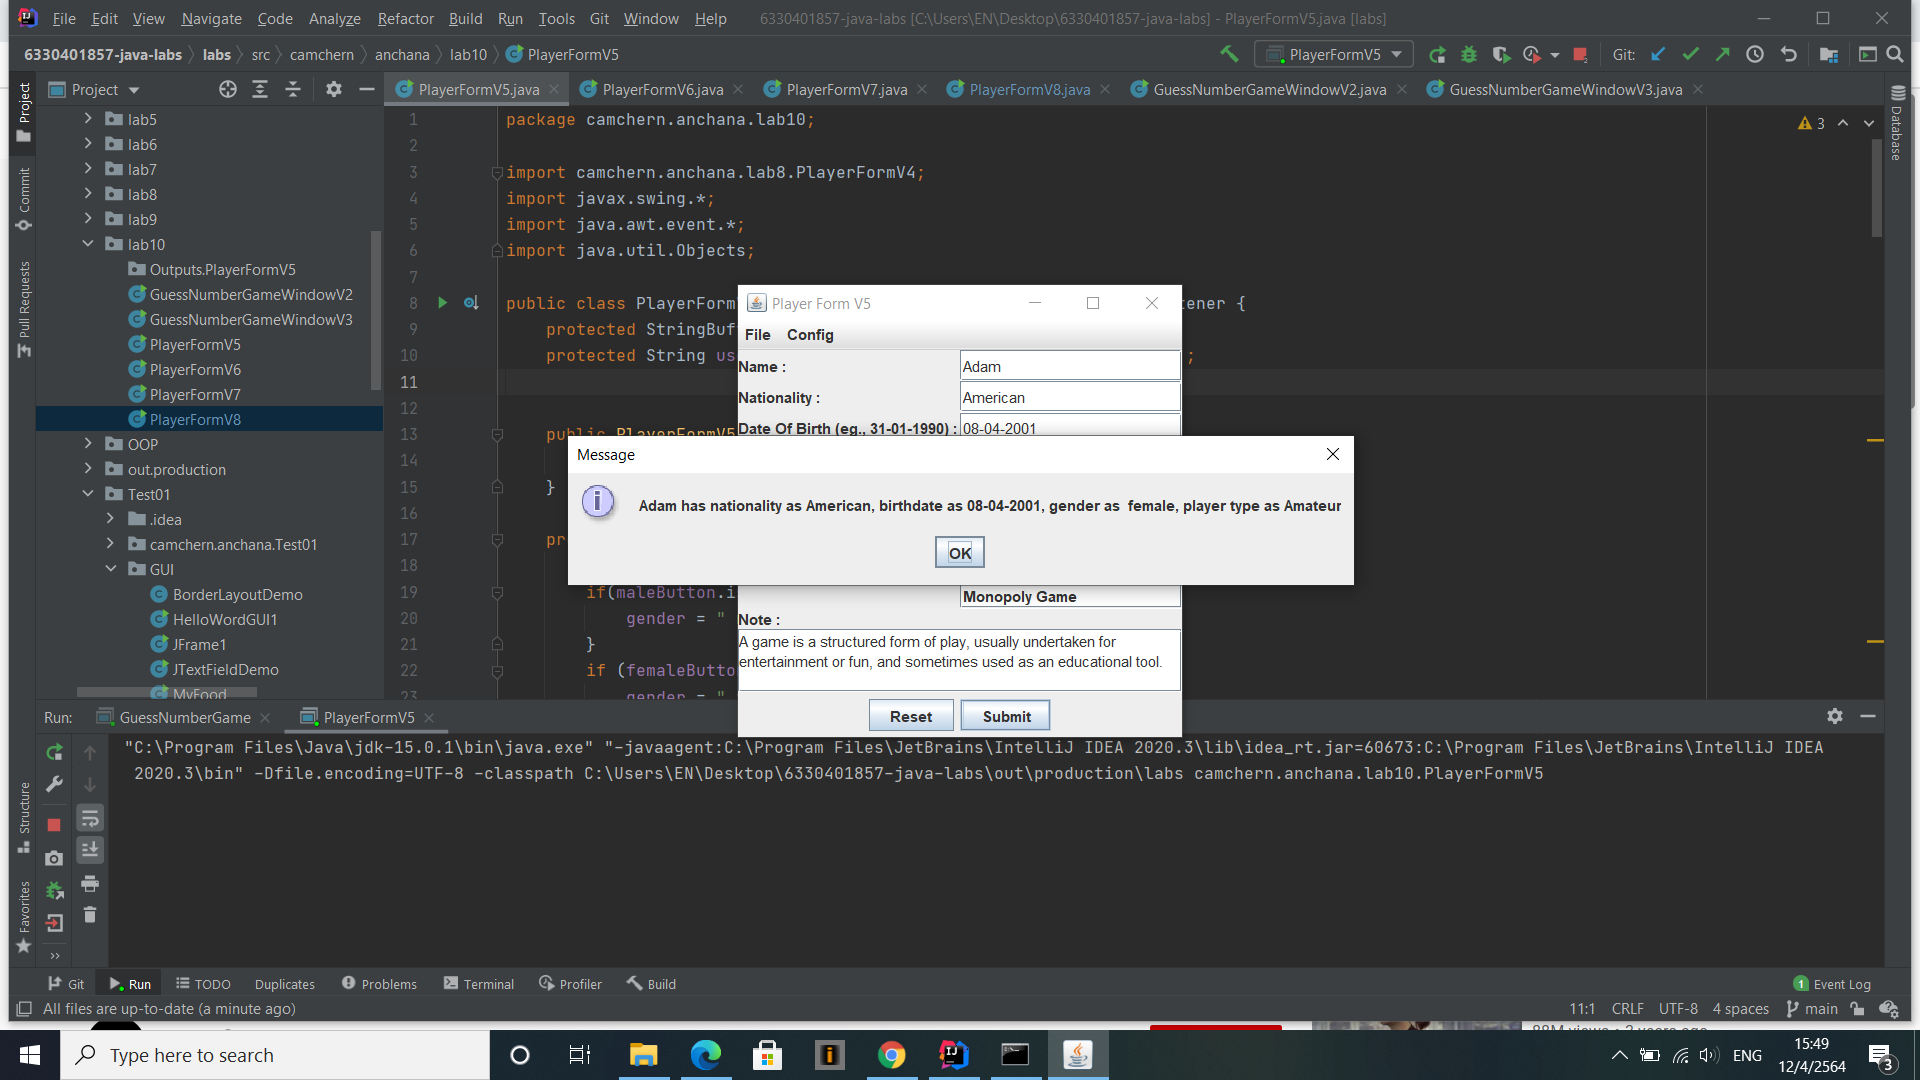 File Edit View Navigate Code Analyze Refactor Build Run Tools Git Window Help 6330401857-java-labs [C:\Users\EN\Desktop\6330401857-java-labs] - PlayerFormV5.java [labs]
6330401857-java-labs labs src camchern anchana lab10 PlayerFormV5 PlayerFormV5 Git:
Project PlayerFormV5.java PlayerFormV6.java PlayerFormV7.java PlayerFormV8.java GuessNumberGameWindowV2.java GuessNumberGameWindowV3.java
Project
Commit
Pull Requests
Structure
Favorites
Database
lab5
lab6
lab7
lab8
lab9
lab10
Outputs.PlayerFormV5
GuessNumberGameWindowV2
GuessNumberGameWindowV3
PlayerFormV5
PlayerFormV6
PlayerFormV7
PlayerFormV8
OOP
out.production
Test01
.idea
camchern.anchana.Test01
GUI
BorderLayoutDemo
HelloWordGUI1
JFrame1
JTextFieldDemo
MyFood
3
1 package camchern.anchana.lab10;
2
3 import camchern.anchana.lab8.PlayerFormV4;
4 import javax.swing.*;
5 import java.awt.event.*;
6 import java.util.Objects;
7
8 public class PlayerForm tener {
9 protected StringBuf
10 protected String us ;
11
12
13 public PlayerFormV5
14
15 }
16
17 pr
18
19 if(maleButton.i
20 gender = "
21 }
22 if (femaleButto
23 gender = "
Player Form V5
File Config
Name : Adam
Nationality : American
Date Of Birth (eg., 31-01-1990) : 08-04-2001
Message
Adam has nationality as American, birthdate as 08-04-2001, gender as  female, player type as Amateur
OK
Monopoly Game
Note :
A game is a structured form of play, usually undertaken for
entertainment or fun, and sometimes used as an educational tool.
Reset Submit
Run: GuessNumberGame PlayerFormV5
"C:\Program Files\Java\jdk-15.0.1\bin\java.exe" "-javaagent:C:\Program Files\JetBrains\IntelliJ IDEA 2020.3\lib\idea_rt.jar=60673:C:\Program Files\JetBrains\IntelliJ IDEA
2020.3\bin" -Dfile.encoding=UTF-8 -classpath C:\Users\EN\Desktop\6330401857-java-labs\out\production\labs camchern.anchana.lab10.PlayerFormV5
Git Run TODO Duplicates Problems Terminal Profiler Build 1 Event Log
All files are up-to-date (a minute ago) 11:1 CRLF UTF-8 4 spaces main
Type here to search ENG 15:49
12/4/2564 3